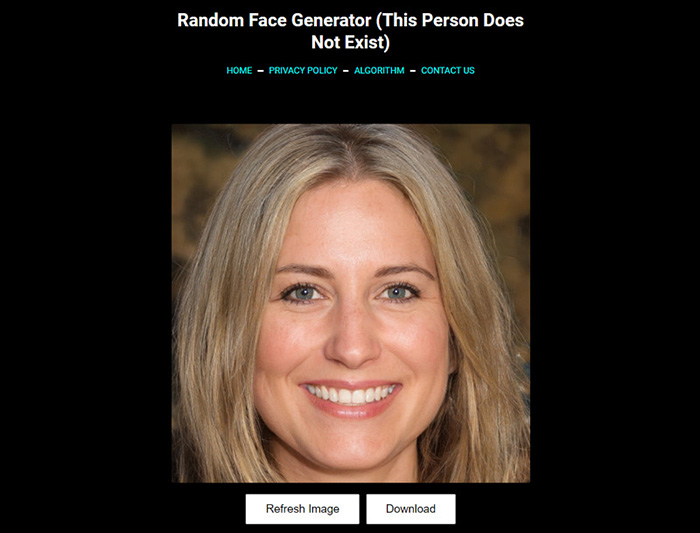 Random Face Generator (This Person Does
Not Exist)
HOME – PRIVACY POLICY – ALGORITHM – CONTACT US
Refresh Image Download